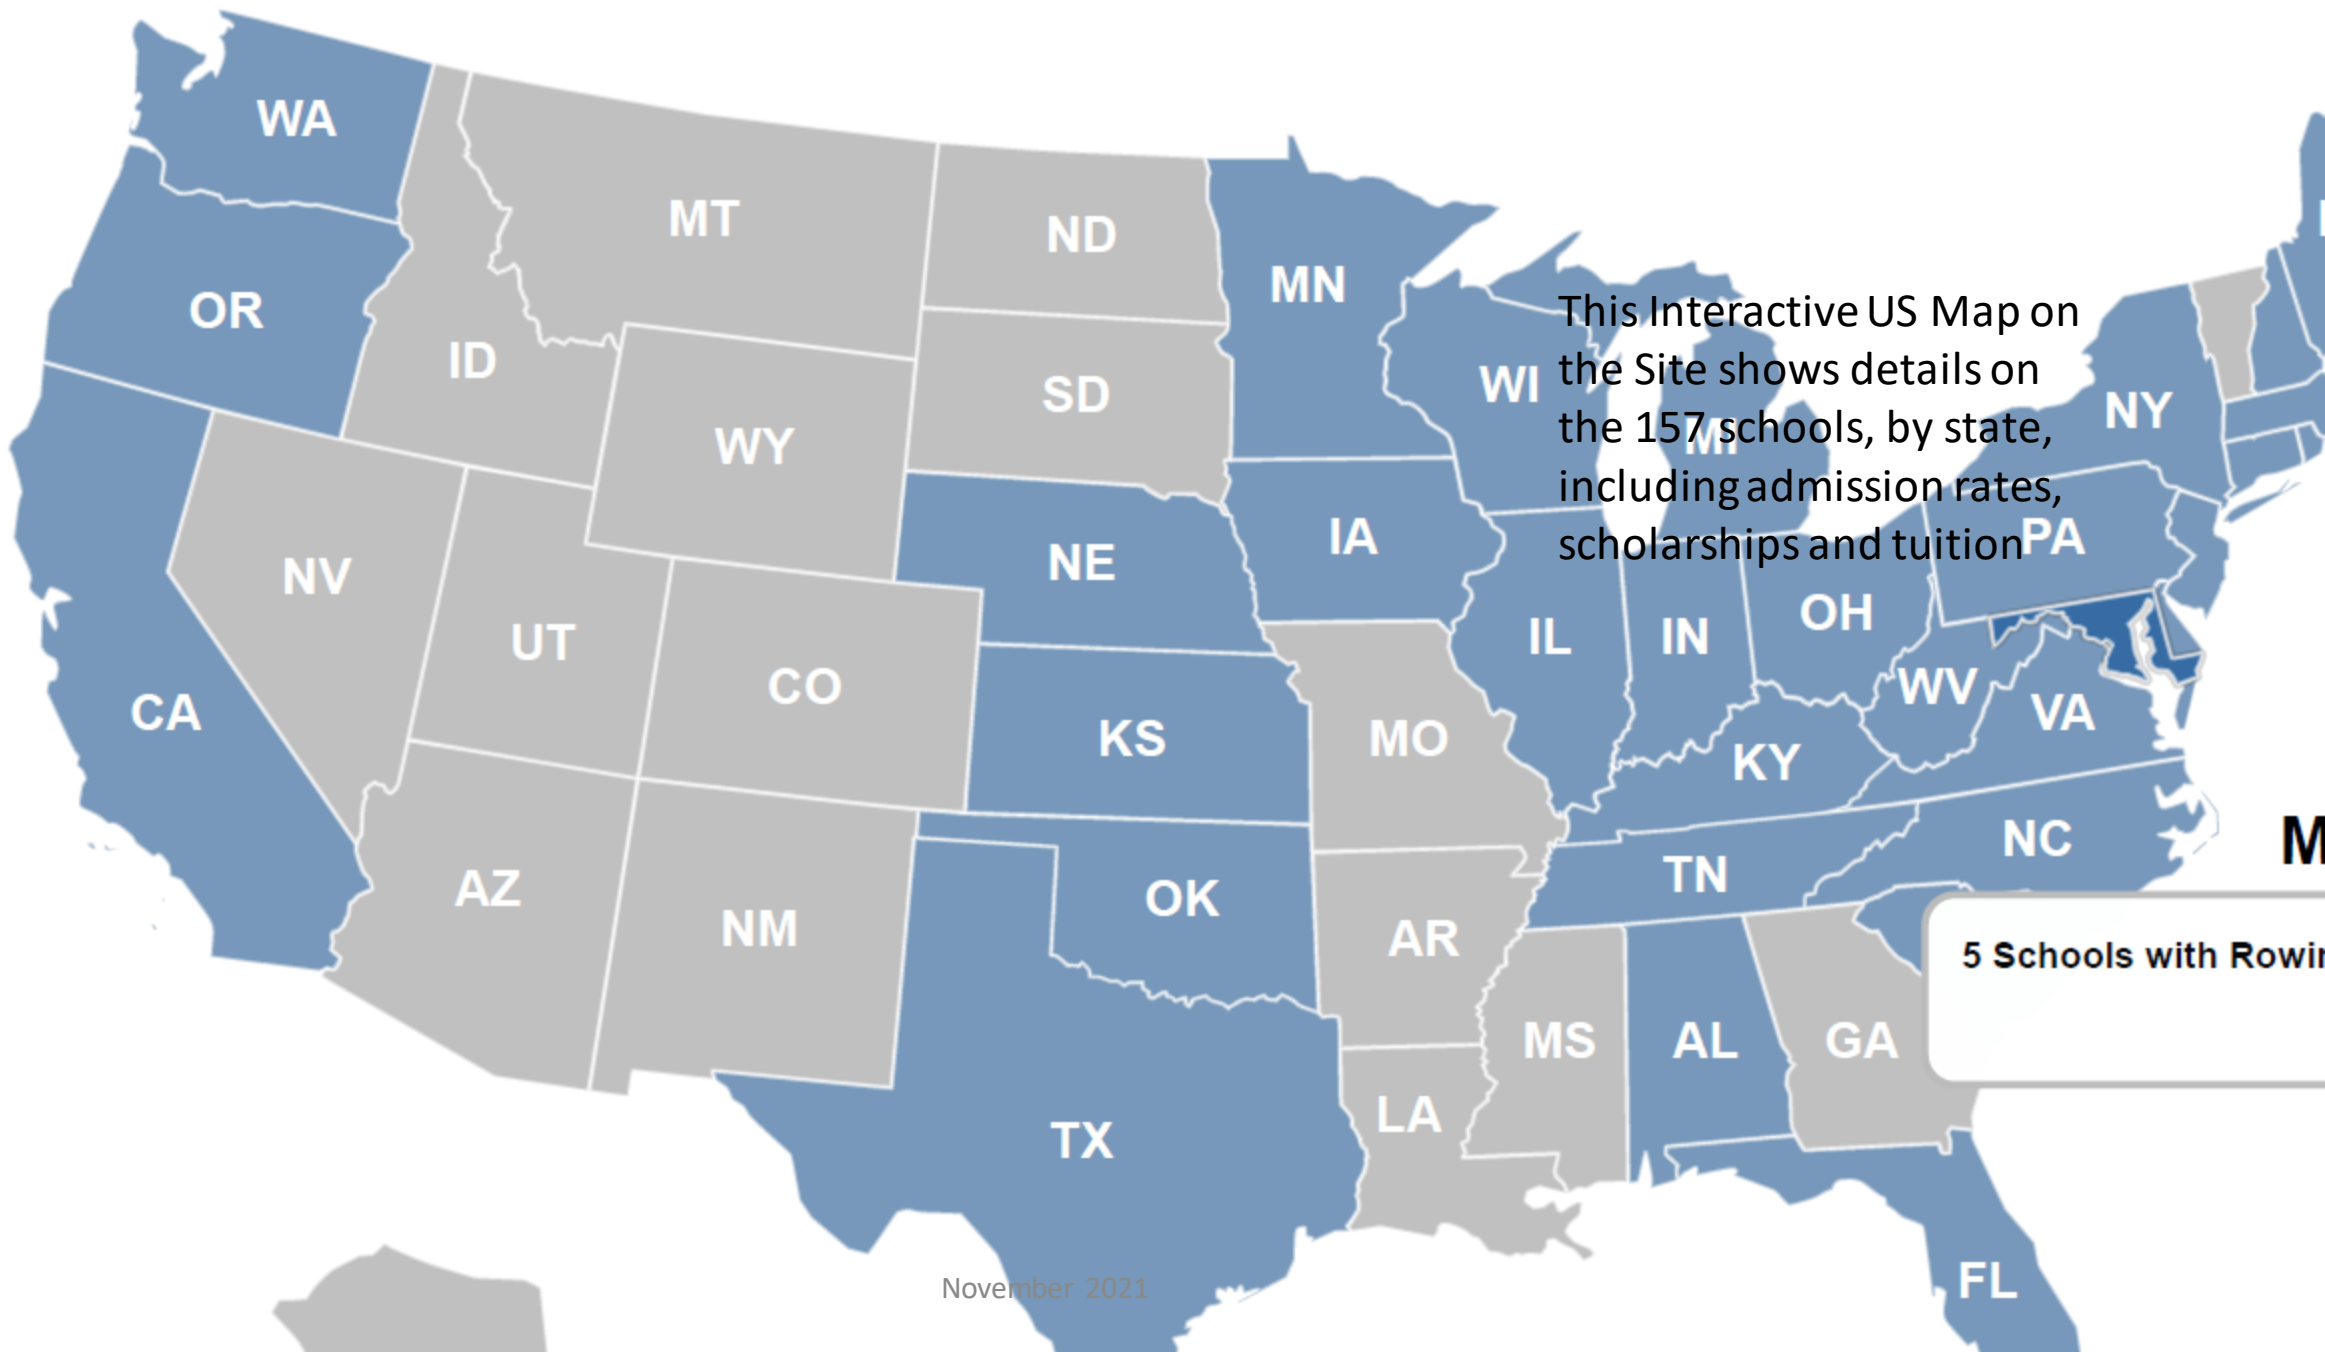 WA
MT
ND
MN
OR
ID
SD
WI
This Interactive US Map on
the Site shows details on
the 157 schools, by state,
including admission rates,
scholarships and tuition
MI
NY
WY
NE
IA
PA
NV
UT
CO
IL
IN
OH
WV
VA
CA
KS
MO
KY
NC
M
AZ
NM
OK
AR
TN
5 Schools with
MS
AL
GA
TX
LA
FL
November 2021